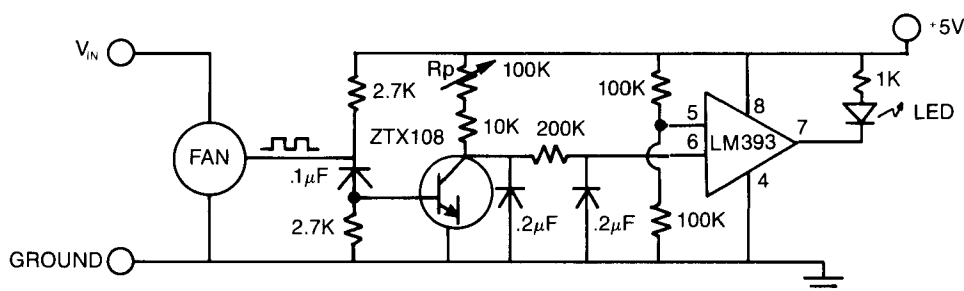 V_IN
+5V
Rp
100K
2.7K
100K
1K
8
ZTX108
10K
200K
5
LM393
7
LED
FAN
6
.1μF
4
2.7K
.2μF
.2μF
100K
GROUND